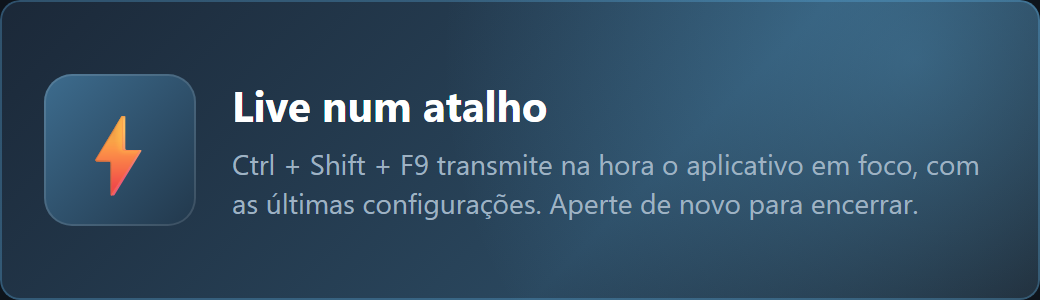 Live num atalho
Ctrl + Shift + F9 transmite na hora o aplicativo em foco, com
as últimas configurações. Aperte de novo para encerrar.